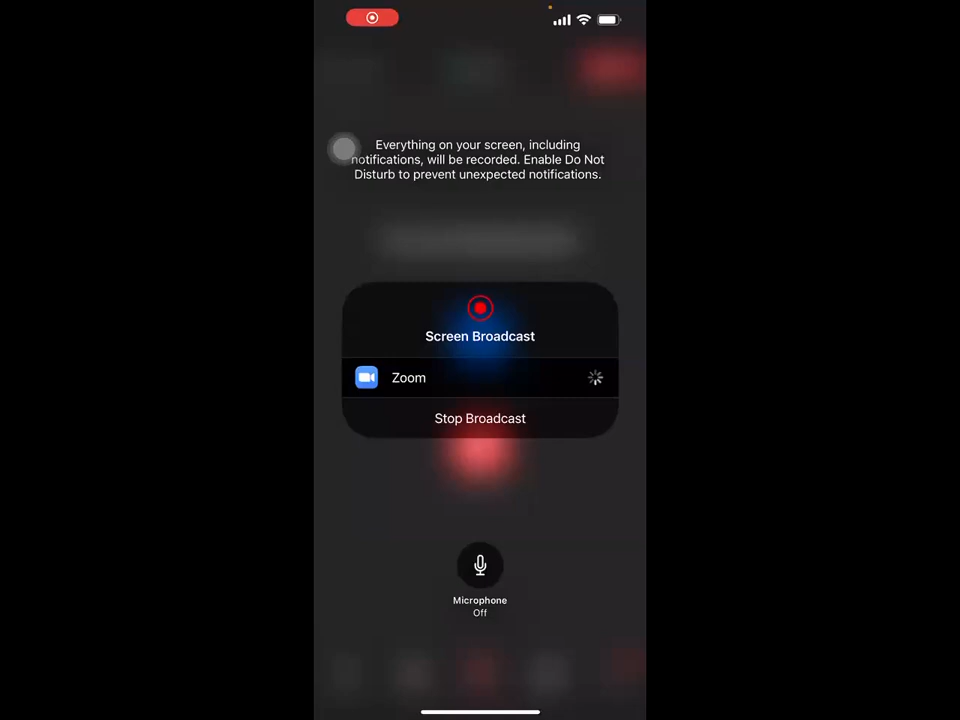 Everything on your screen, including
notifications, will be recorded. Enable Do Not
Disturb to prevent unexpected notifications.
Screen Broadcast
Zoom
Stop Broadcast
Microphone
Off